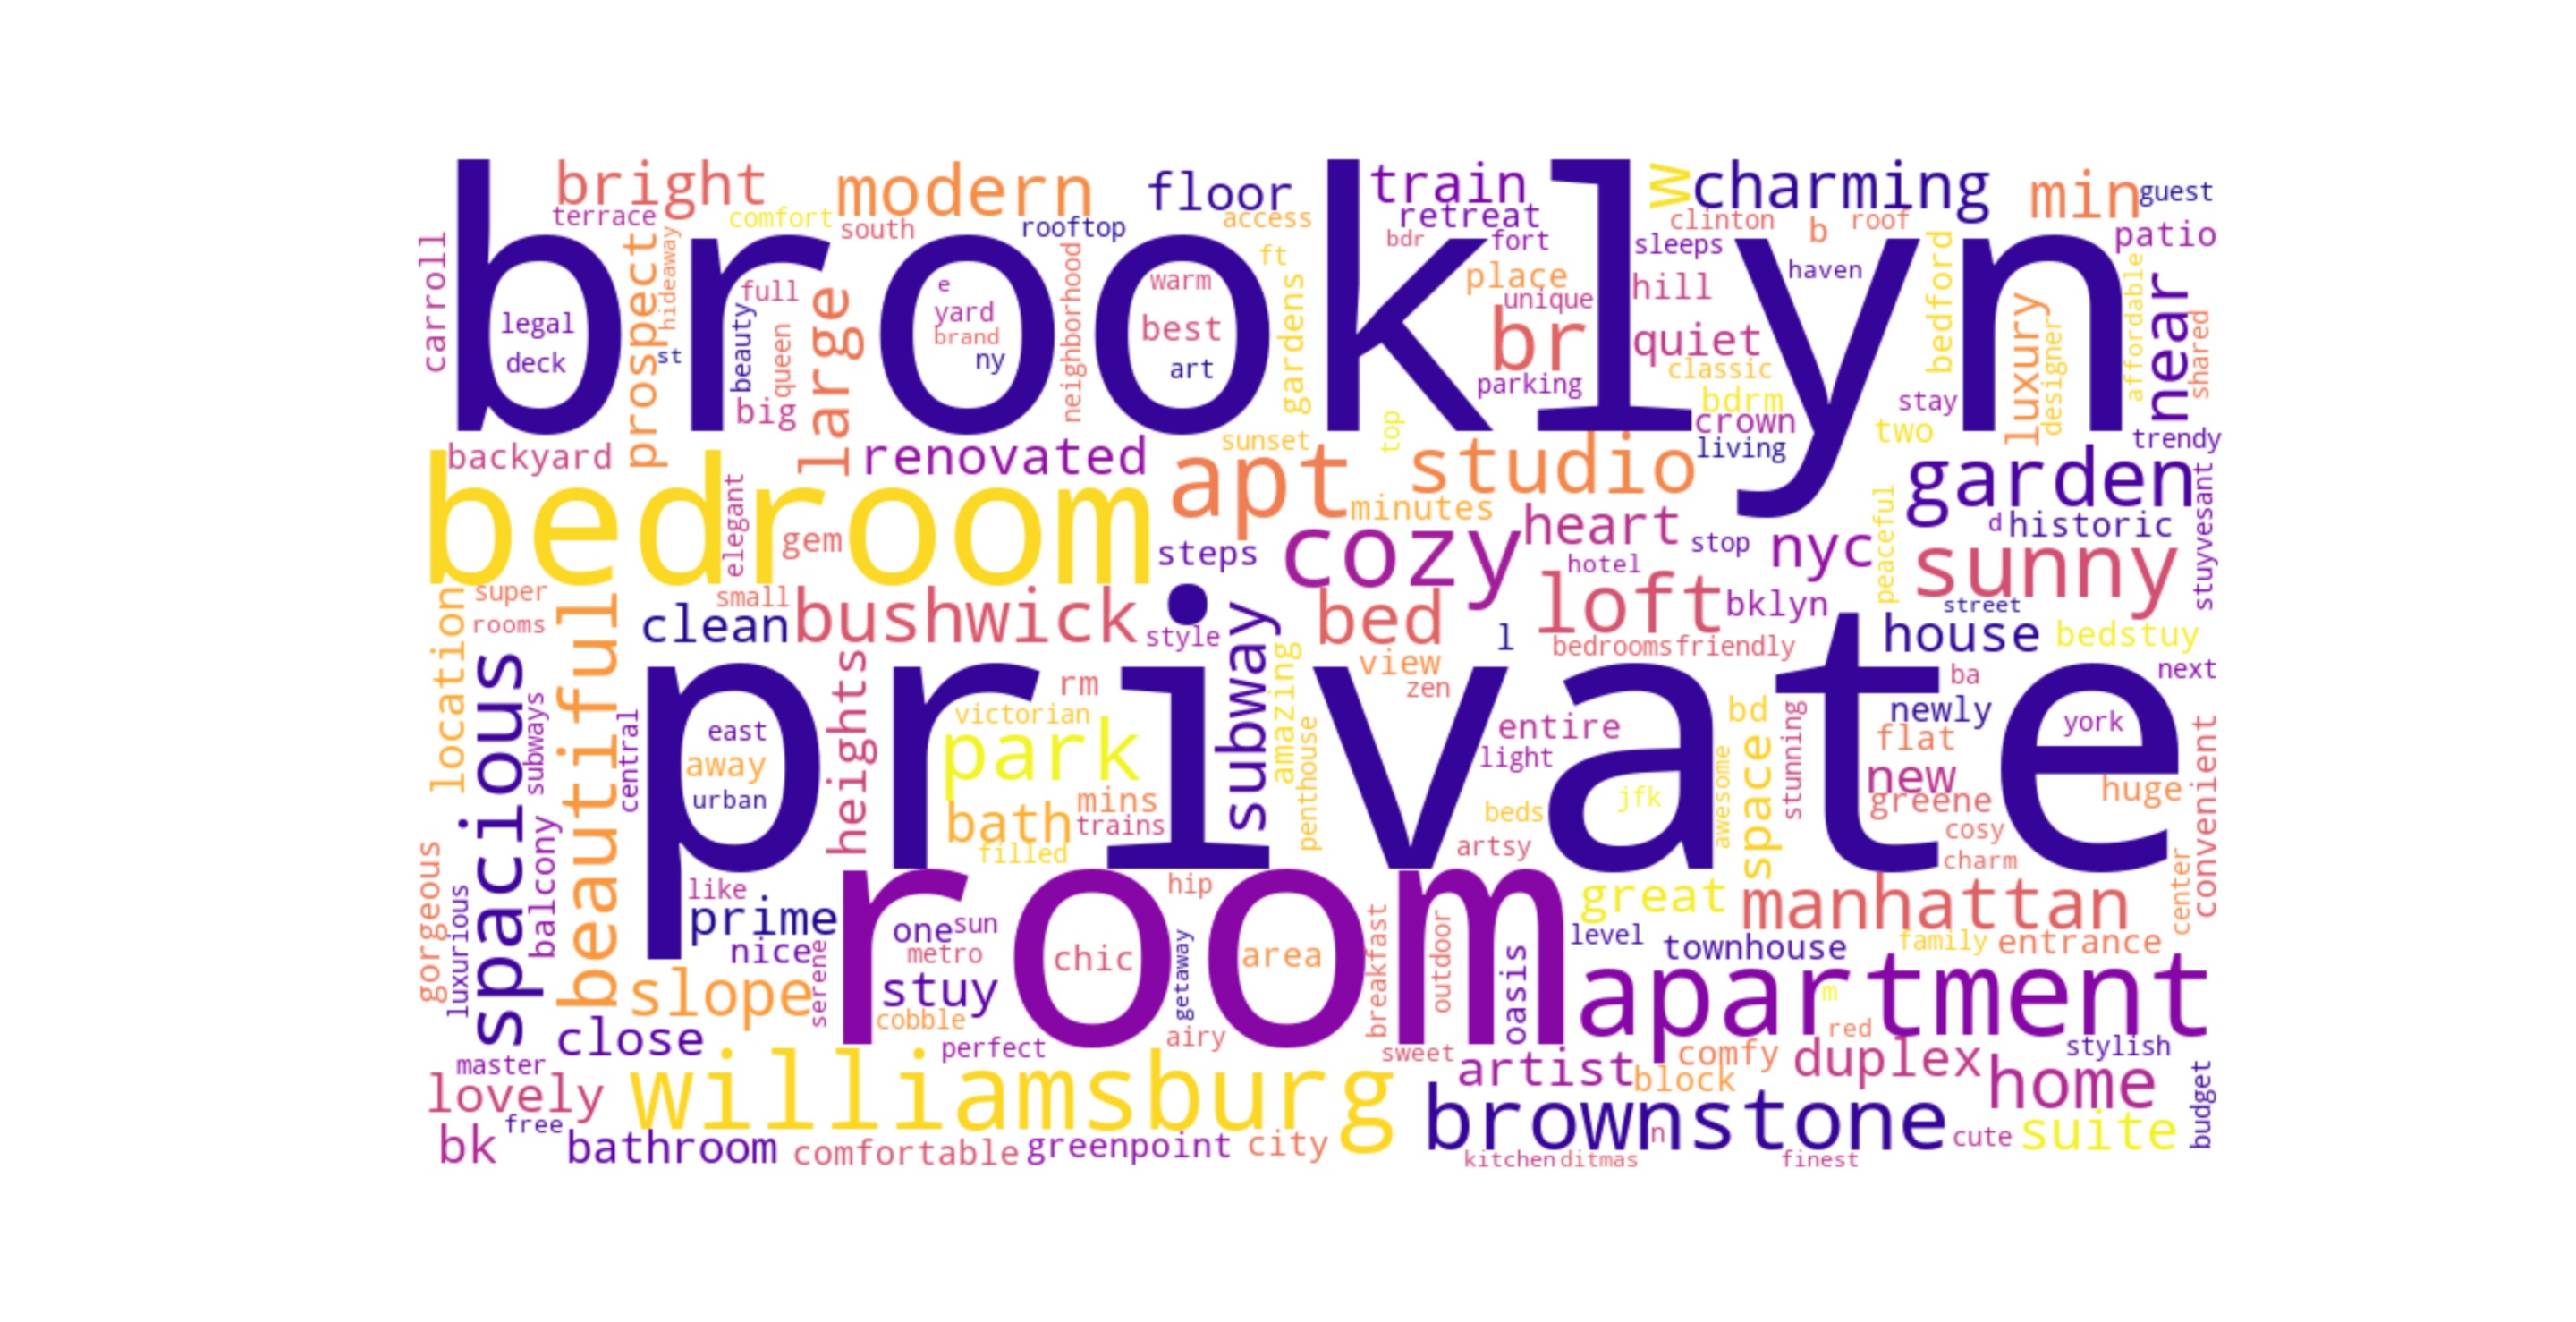 brooklyn
bright
modern
floor
train
w
charming
min
guest
terrace
comfort
south
rooftop
access
retreat
clinton
b
roof
patio
carroll
prospect
hideaway
full
e
yard
brand
ny
neighborhood
warm
best
art
ft
gardens
bdr
fort
place
unique
br
parking
sleeps
hill
quiet
classic
bdrm
crown
living
haven
bedford
stay
two
luxury
designer
affordable
near
shared
trendy
legal
deck
st
beauty
queen
big
large
top
backyard
renovated
sunset
apt
studio
minutes
garden
bedroom
elegant
gem
steps
cozy
heart
hotel
stop
nyc
peaceful
d
historic
sunny
stuyvesant
super
rooms
small
clean
bushwick
style
subway
bed
l
loft
bklyn
bedrooms
friendly
street
house
bedstuy
next
location
beautiful
spacious
subways
central
private
heights
rm
victorian
park
amazing
penthouse
view
zen
entire
light
bd
space
stunning
ba
newly
flat
new
greene
york
huge
convenient
east
away
urban
bath
mins
trains
filled
beds
jfk
artsy
awesome
cosy
charm
center
gorgeous
luxurious
balcony
like
prime
nice
serene
room
one
sun
metro
hip
chic
getaway
area
breakfast
outdoor
oasis
great
manhattan
level
townhouse
family
entrance
slope
stuy
cobble
airy
apartment
m
red
close
perfect
sweet
artist
comfy
block
duplex
stylish
master
lovely
williamsburg
home
budget
free
bk
bathroom
comfortable
greenpoint
city
brownstone
n
cute
suite
kitchen
ditmas
finest